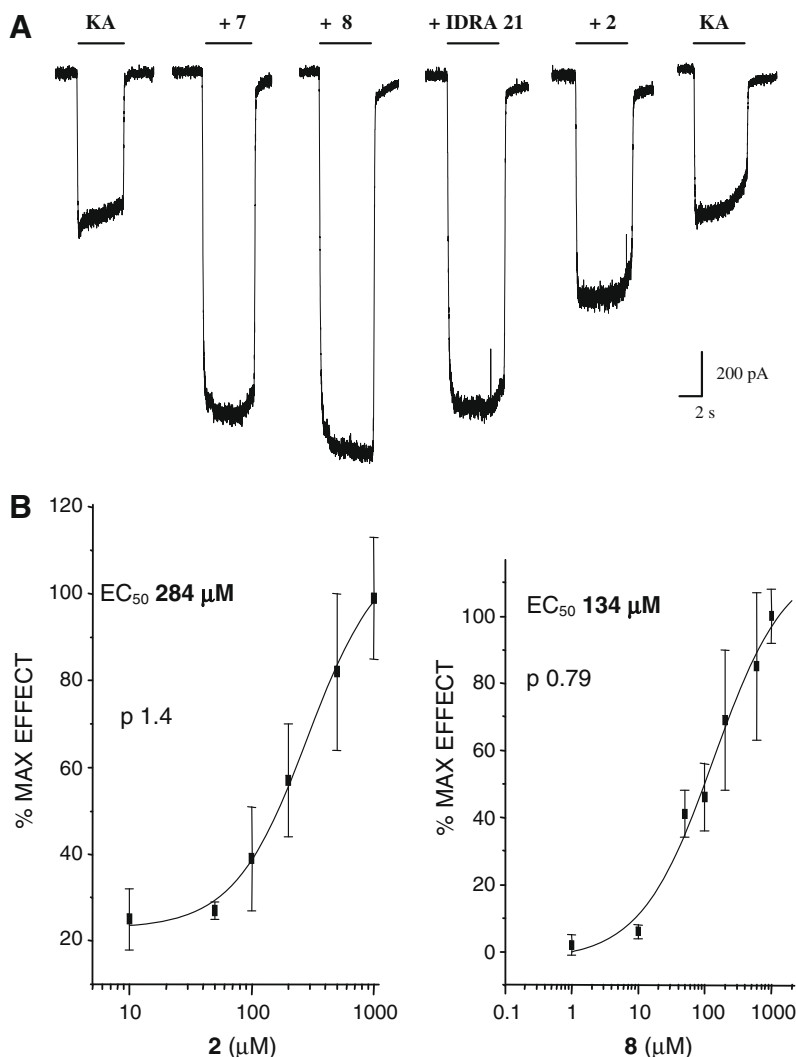 A
KA
+ 7
+ 8
+ IDRA 21
+ 2
KA
200 pA
2 s
B
120
100
80
60
40
20
% MAX EFFECT
EC50 284 µM
p 1.4
10
100
1000
2 (µM)
100
80
60
40
20
0
% MAX EFFECT
EC50 134 µM
p 0.79
0.1
1
10
100
1000
8 (µM)